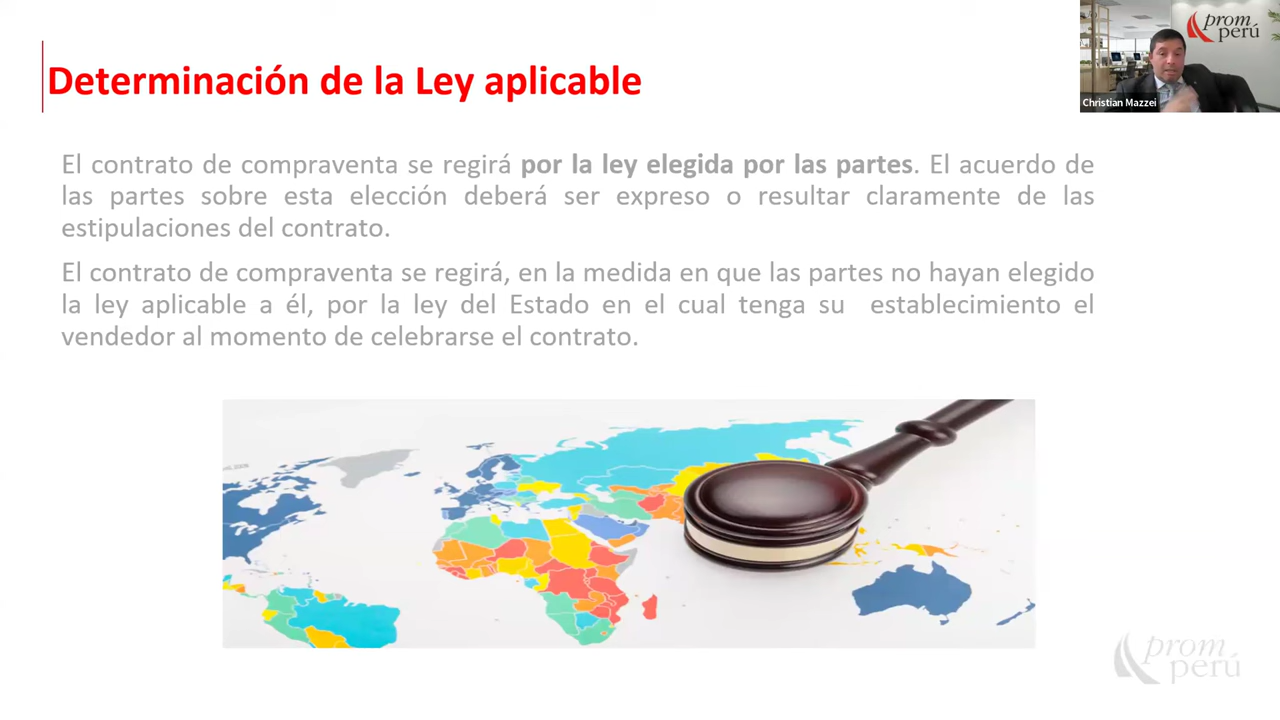 Determinación de la Ley aplicable
prom
perú
Christian Mazzei
El contrato de compraventa se regirá por la ley elegida por las partes. El acuerdo de
las partes sobre esta elección deberá ser expreso o resultar claramente de las
estipulaciones del contrato.
El contrato de compraventa se regirá, en la medida en que las partes no hayan elegido
la ley aplicable a él, por la ley del Estado en el cual tenga su establecimiento el
vendedor al momento de celebrarse el contrato.
prom
perú